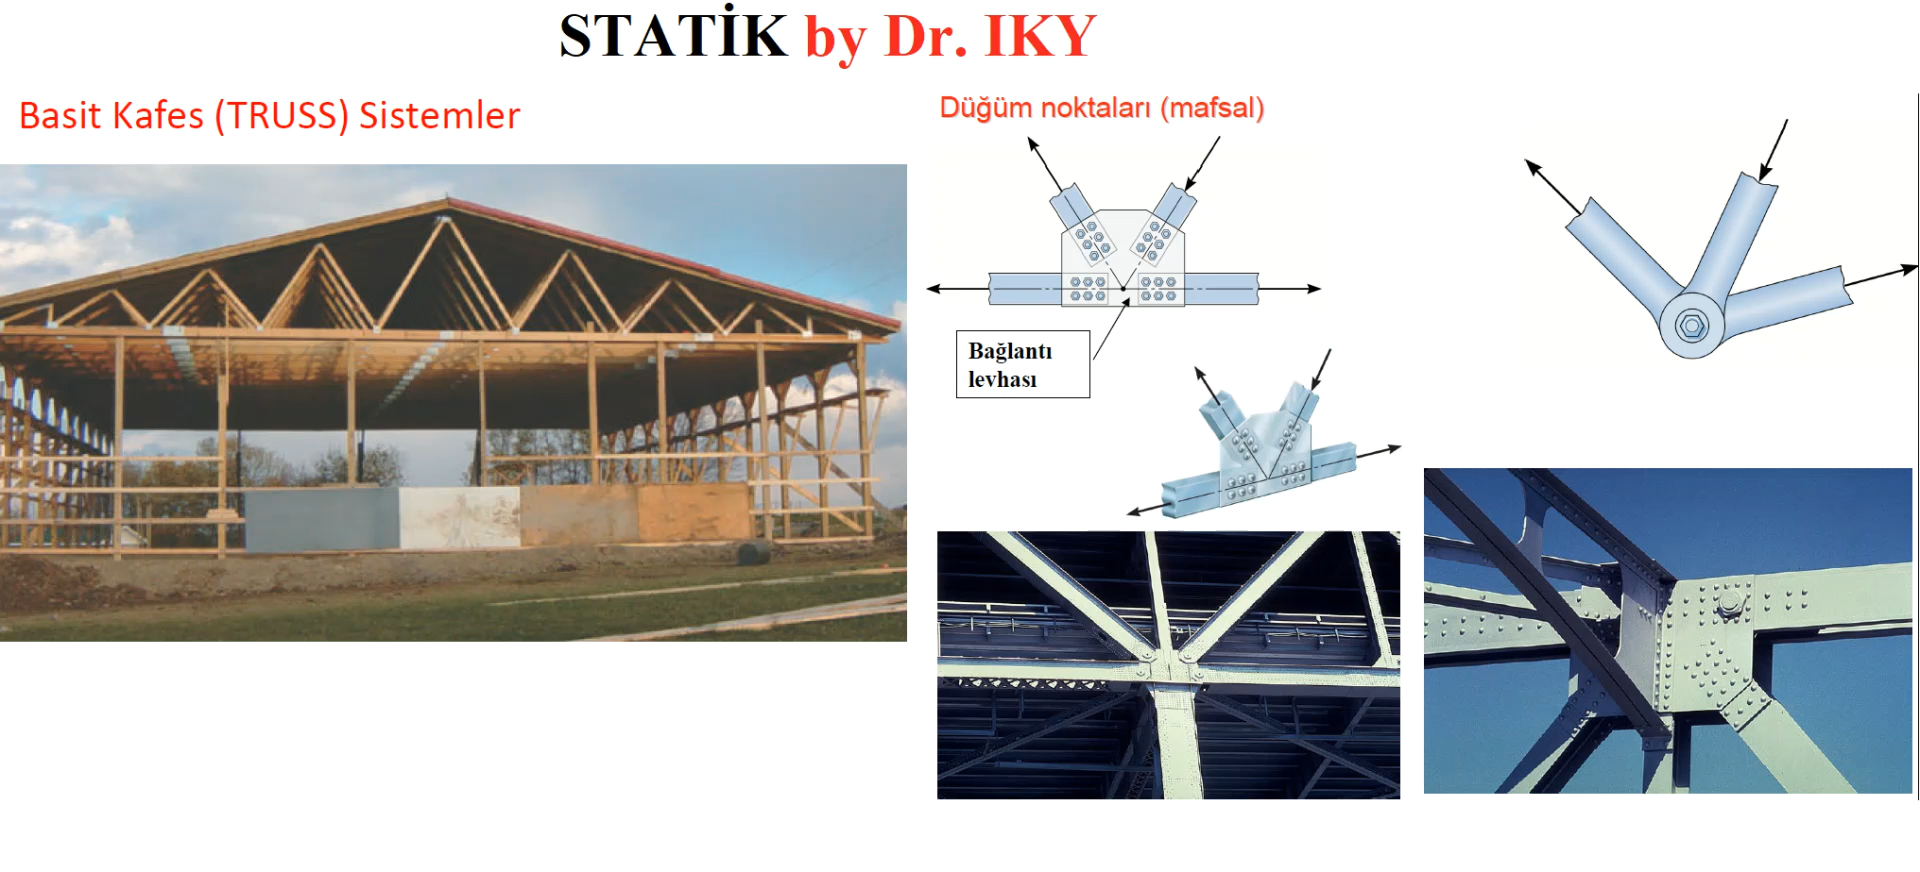 STATİK by Dr. IKY
Basit Kafes (TRUSS) Sistemler
Düğüm noktaları (mafsal)
Bağlantı
levhası